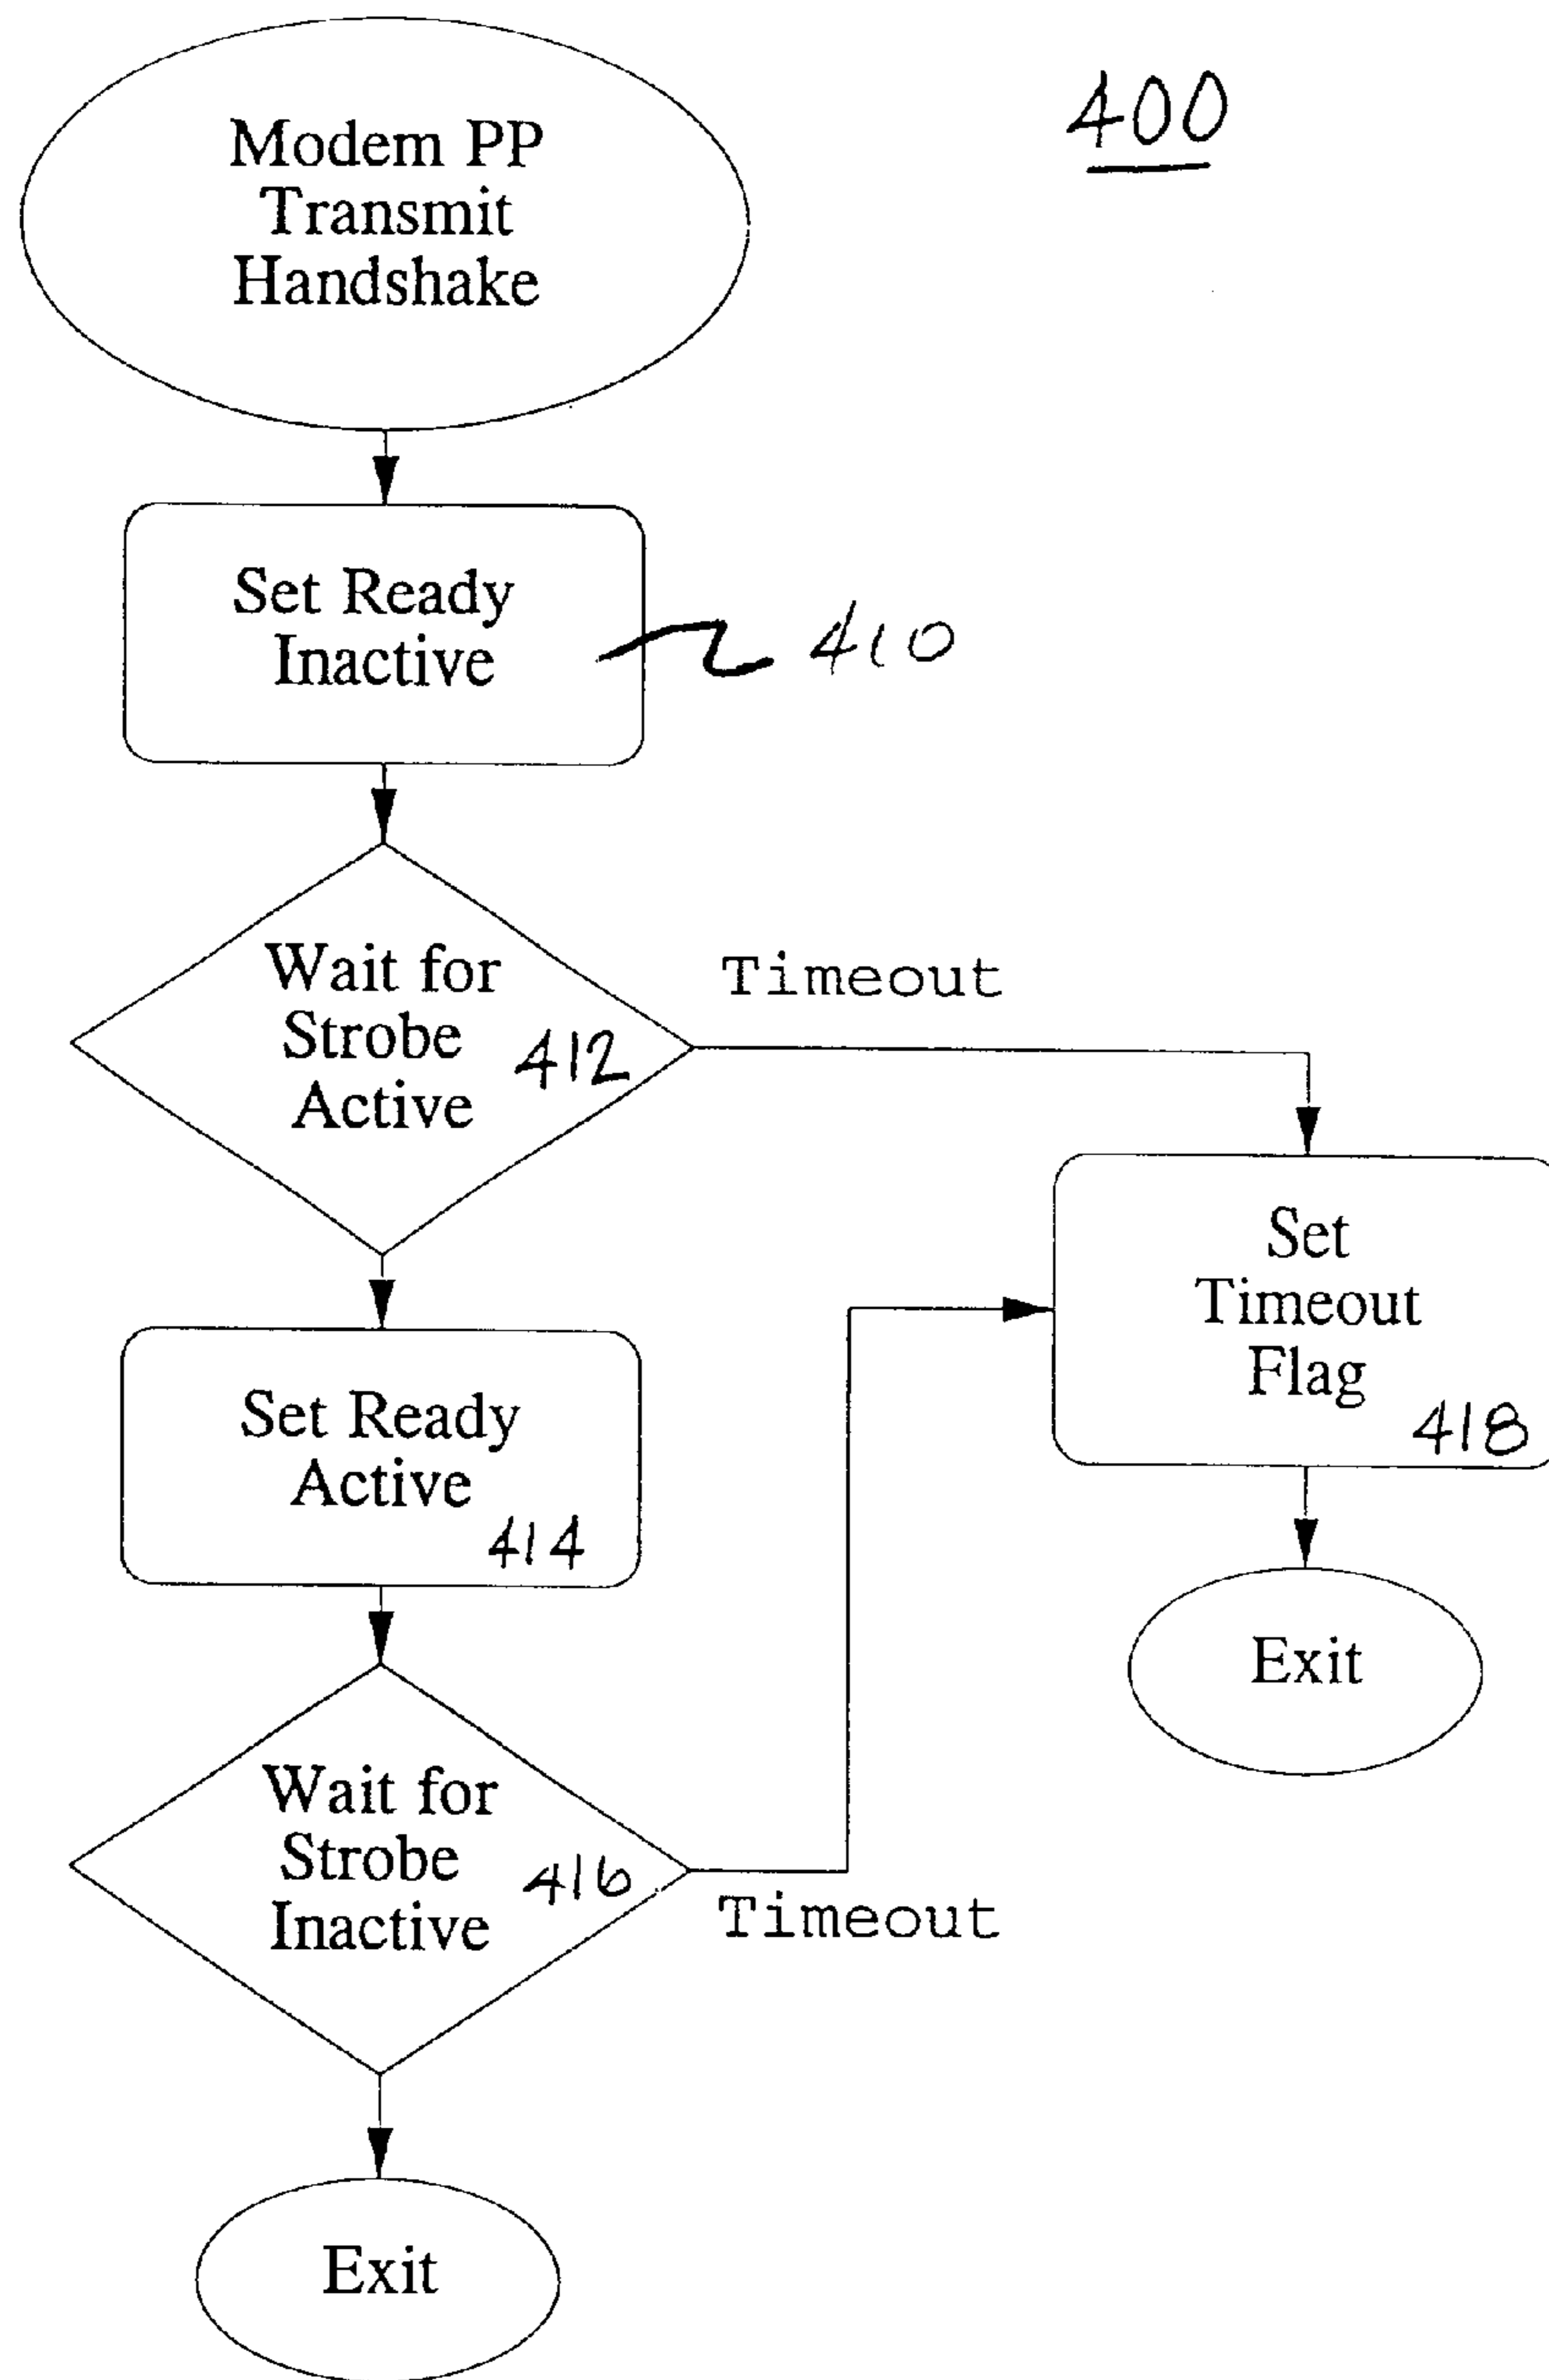 400
Modem PP
Transmit
Handshake
Set Ready
Inactive
410
Wait for
Strobe
Active
412
Timeout
Set
Timeout
Flag
418
Set Ready
Active
414
Exit
Wait for
Strobe
Inactive
416
Timeout
Exit